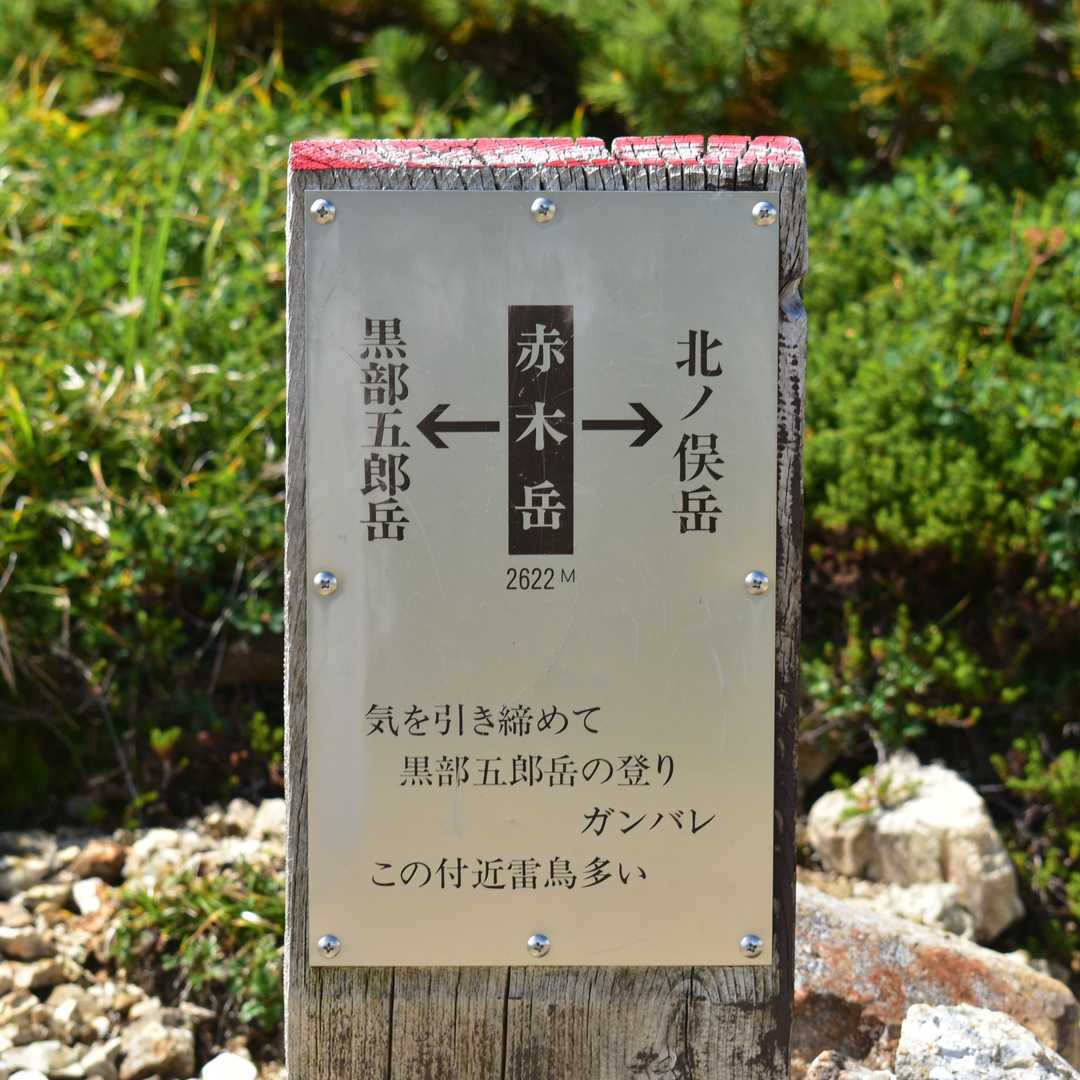 北ノ俣岳
赤木岳
黒部五郎岳
2622M
気を引き締めて
黒部五郎岳の登り
ガンバレ
この付近雷鳥多い